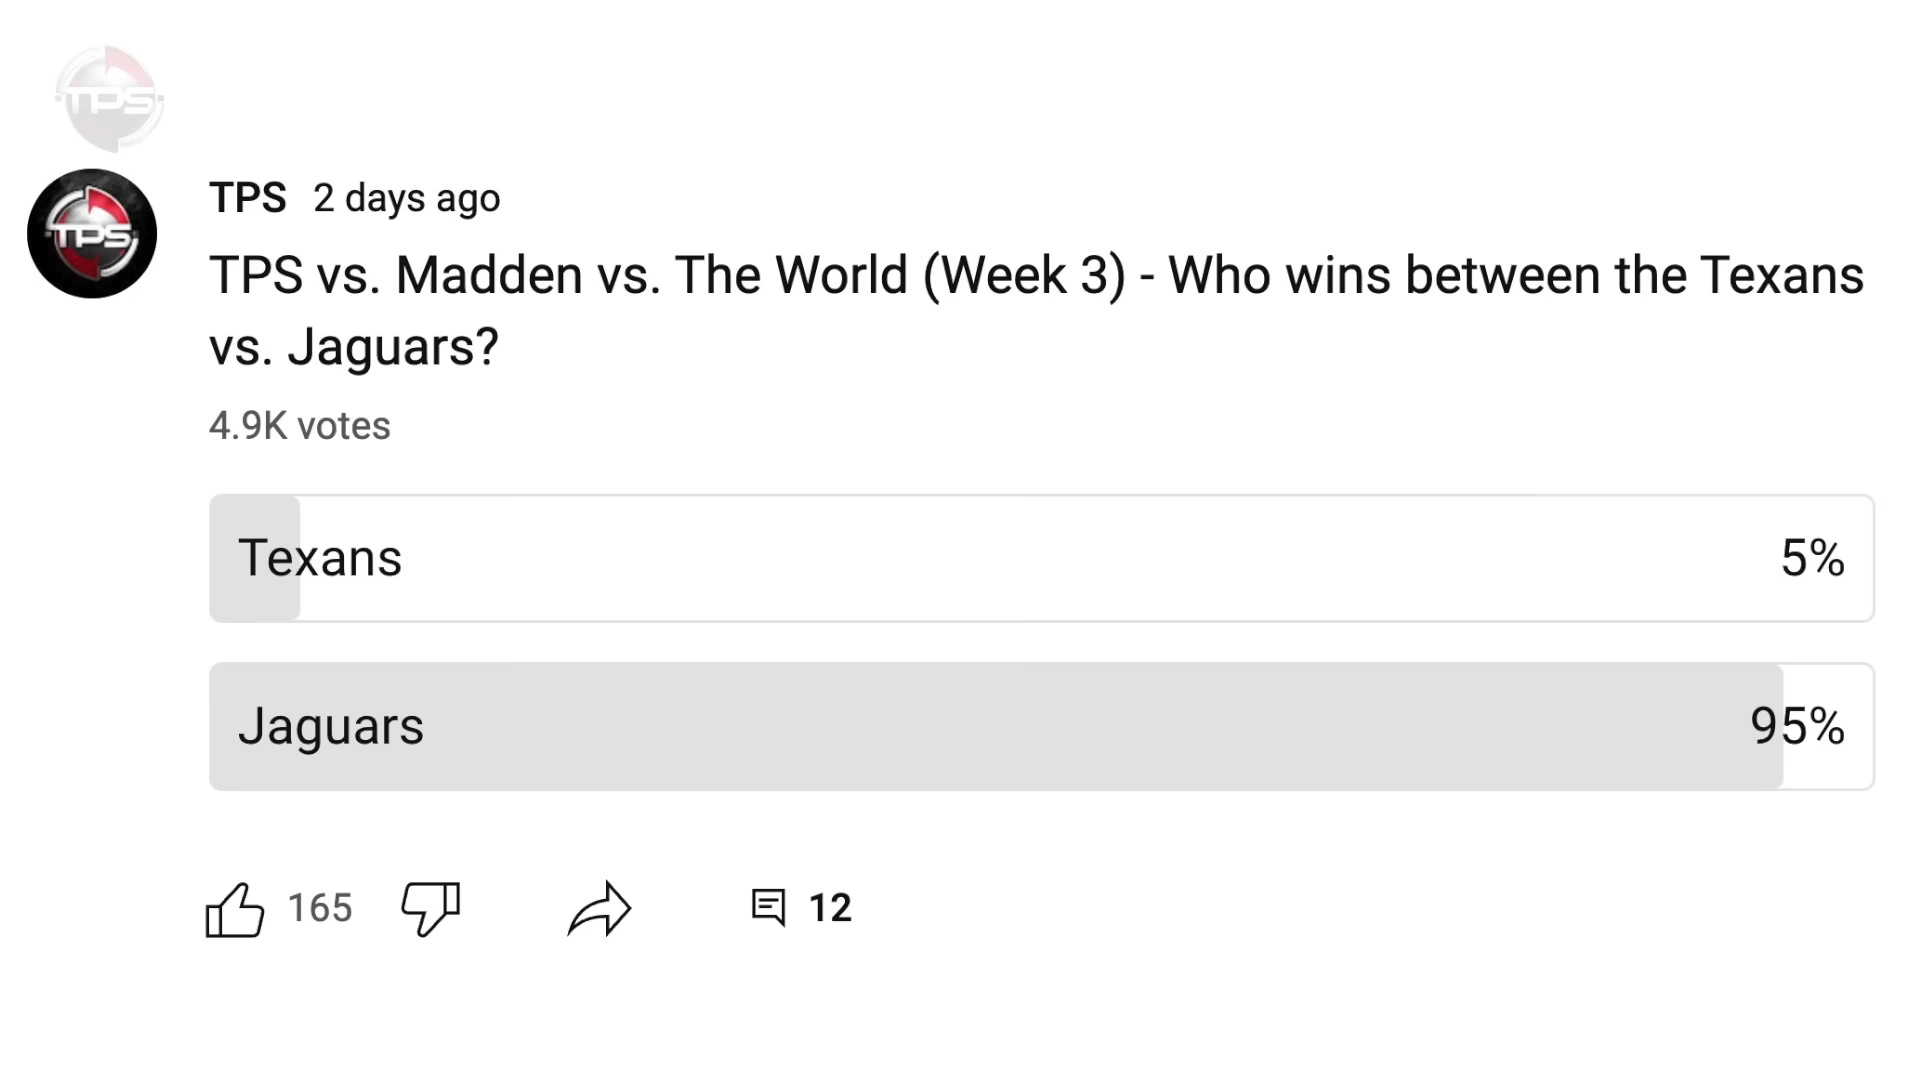 TPS
TPS
TPS 2 days ago
TPS vs. Madden vs. The World (Week 3) - Who wins between the Texans
vs. Jaguars?
4.9K votes
Texans 5%
Jaguars 95%
165 12